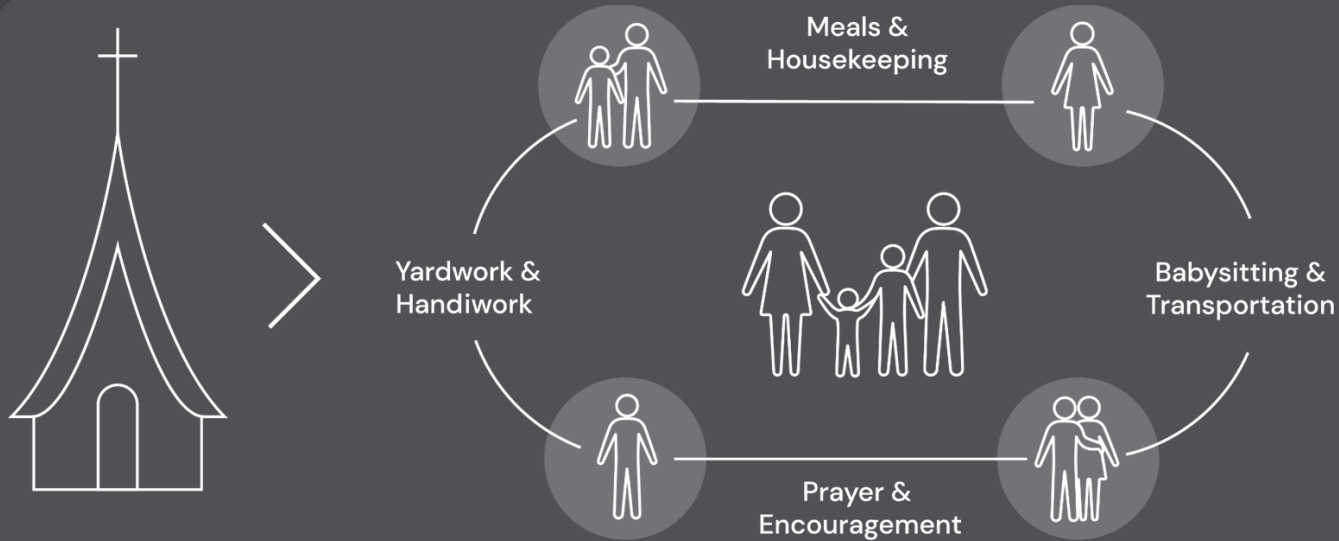 Meals &
Housekeeping
Yardwork &
Handiwork
Babysitting &
Transportation
Prayer &
Encouragement